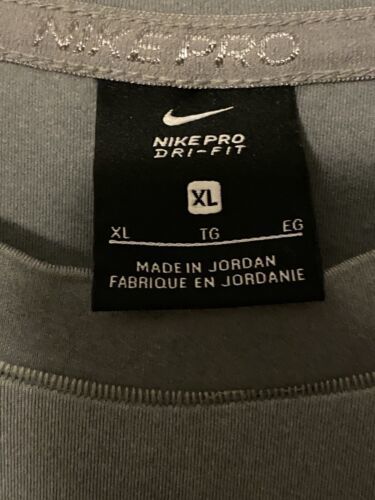 NIKE PRO
NIKE PRO
DRI-FIT
XL
XL TG EG
MADE IN JORDAN
FABRIQUE EN JORDANIE